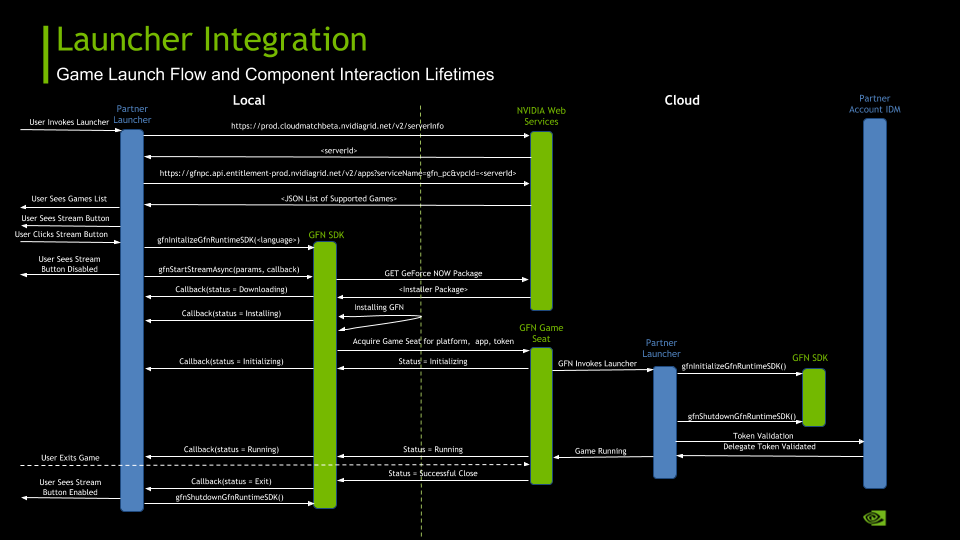 Launcher Integration
Game Launch Flow and Component Interaction Lifetimes
Local
Cloud
Partner
Launcher
NVIDIA Web
Services
Partner
Account IDM
User Invokes Launcher
https://prod.cloudmatchbeta.nvidiagrid.net/v2/serverInfo
<serverId>
https://gfnpc.api.entitlement-prod.nvidiagrid.net/v2/apps?serviceName=gfn_pc&vpcId=<serverId>
User Sees Games List
<JSON List of Supported Games>
User Sees Stream Button
User Clicks Stream Button
gfnInitalizeGfnRuntimeSDK(<language>)
GFN SDK
User Sees Stream
Button Disabled
gfnStartStreamAsync(params, callback)
GET GeForce NOW Package
Callback(status = Downloading)
<Installer Package>
Installing GFN
Callback(status = Installing)
GFN Game
Seat
Acquire Game Seat for platform, app, token
Partner
Launcher
GFN SDK
Callback(status = Initializing)
Status = Initializing
GFN Invokes Launcher
gfnInitializeGfnRuntimeSDK()
gfnShutdownGfnRuntimeSDK()
Token Validation
Delegate Token Validated
Callback(status = Running)
Status = Running
Game Running
User Exits Game
Status = Successful Close
User Sees Stream
Button Enabled
Callback(status = Exit)
gfnShutdownGfnRuntimeSDK()